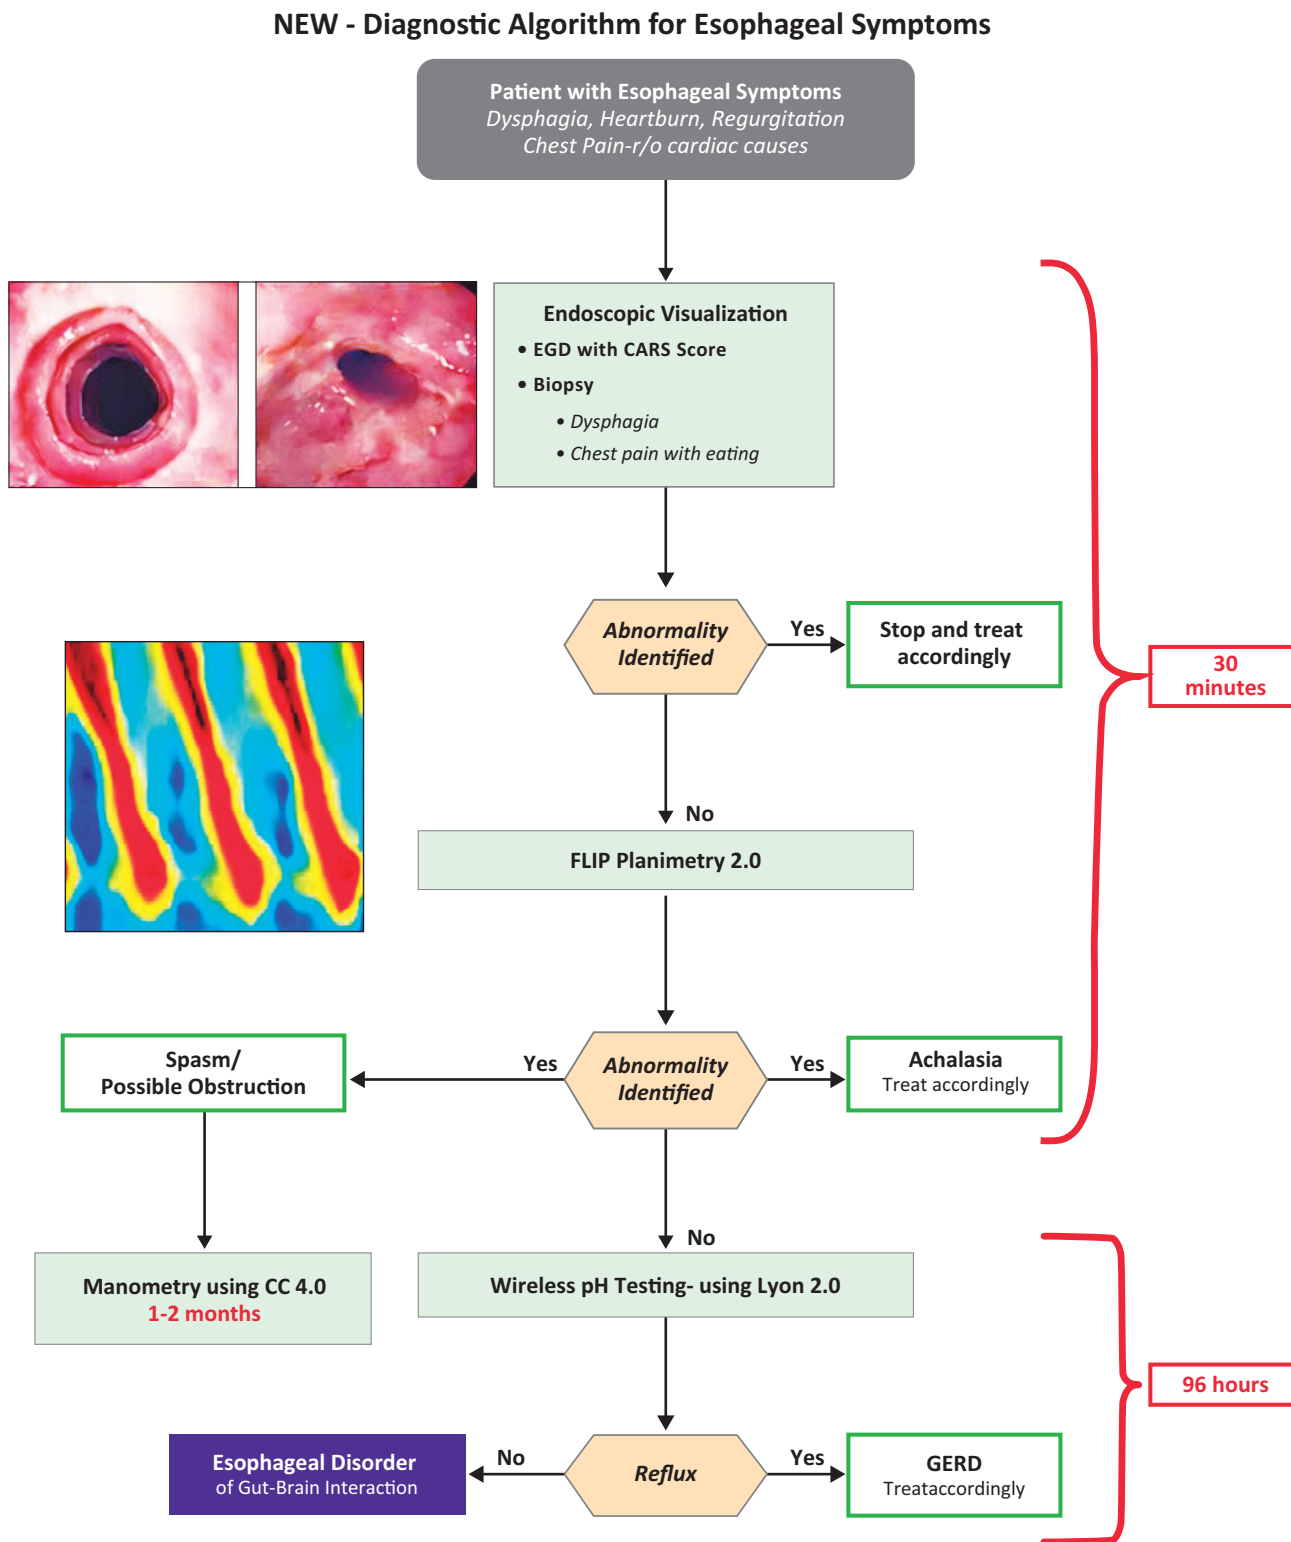 NEW - Diagnostic Algorithm for Esophageal Symptoms
Patient with Esophageal Symptoms
Dysphagia, Heartburn, Regurgitation
Chest Pain-r/o cardiac causes
Endoscopic Visualization
• EGD with CARS Score
• Biopsy
• Dysphagia
• Chest pain with eating
Abnormality
Identified
Yes
Stop and treat
accordingly
30
minutes
No
FLIP Planimetry 2.0
Spasm/
Possible Obstruction
Yes
Abnormality
Identified
Yes
Achalasia
Treat accordingly
No
Manometry using CC 4.0
1-2 months
Wireless pH Testing- using Lyon 2.0
96 hours
Esophageal Disorder
of Gut-Brain Interaction
No
Reflux
Yes
GERD
Treataccordingly